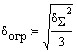 δ_огр = √(δ_Σ² / 3)